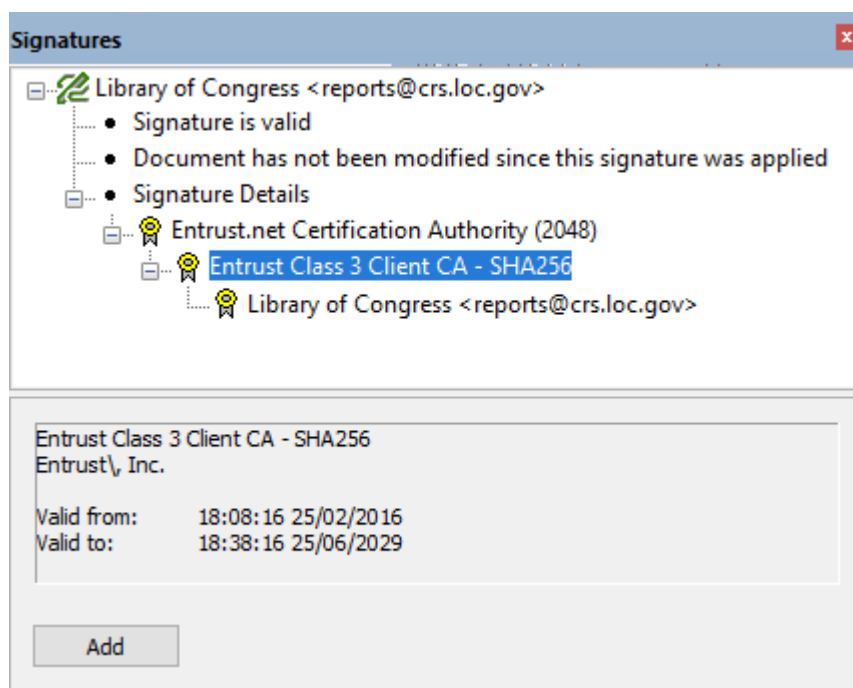 Signatures
Library of Congress <reports@crs.loc.gov>
Signature is valid
Document has not been modified since this signature was applied
Signature Details
Entrust.net Certification Authority (2048)
Entrust Class 3 Client CA - SHA256
Library of Congress <reports@crs.loc.gov>
Entrust Class 3 Client CA - SHA256
Entrust\, Inc.
Valid from: 18:08:16 25/02/2016
Valid to: 18:38:16 25/06/2029
Add